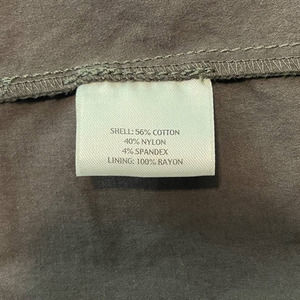 SHELL: 56% COTTON
40% NYLON
4% SPANDEX
LINING: 100% RAYON